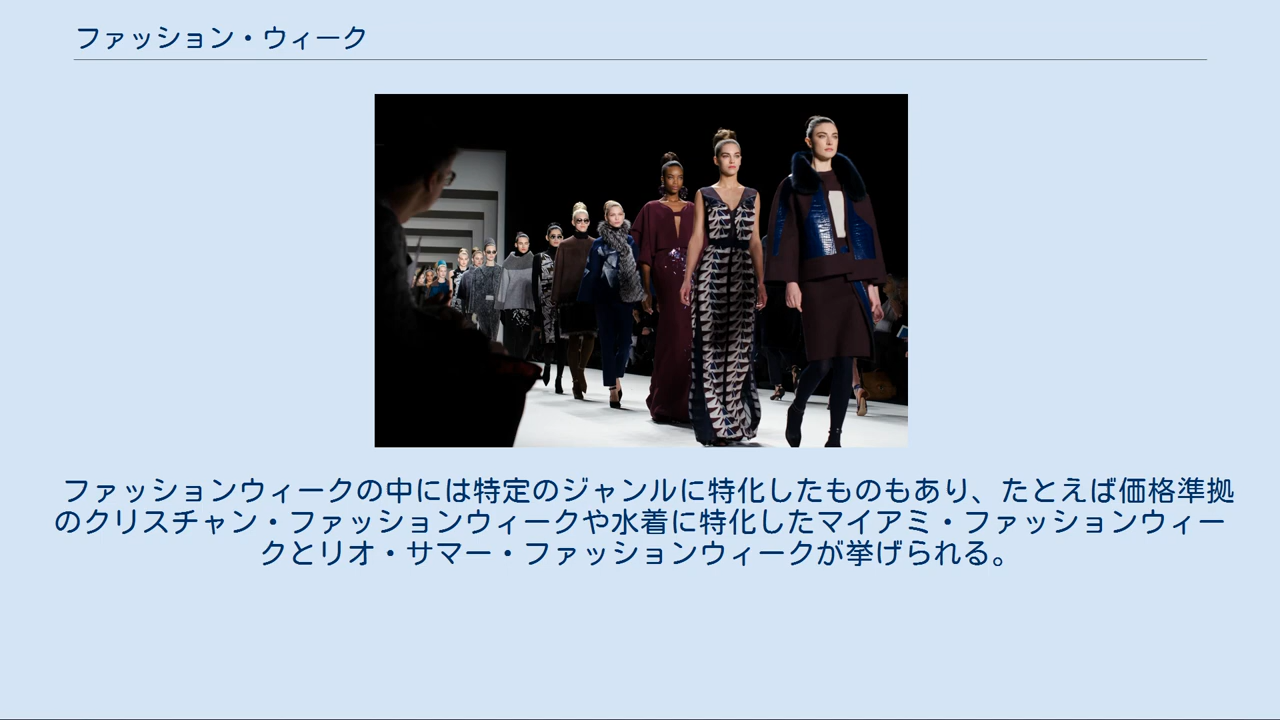 ファッション・ウィーク
ファッションウィークの中には特定のジャンルに特化したものもあり、たとえば価格準拠
のクリスチャン・ファッションウィークや水着に特化したマイアミ・ファッションウィー
クとリオ・サマー・ファッションウィークが挙げられる。